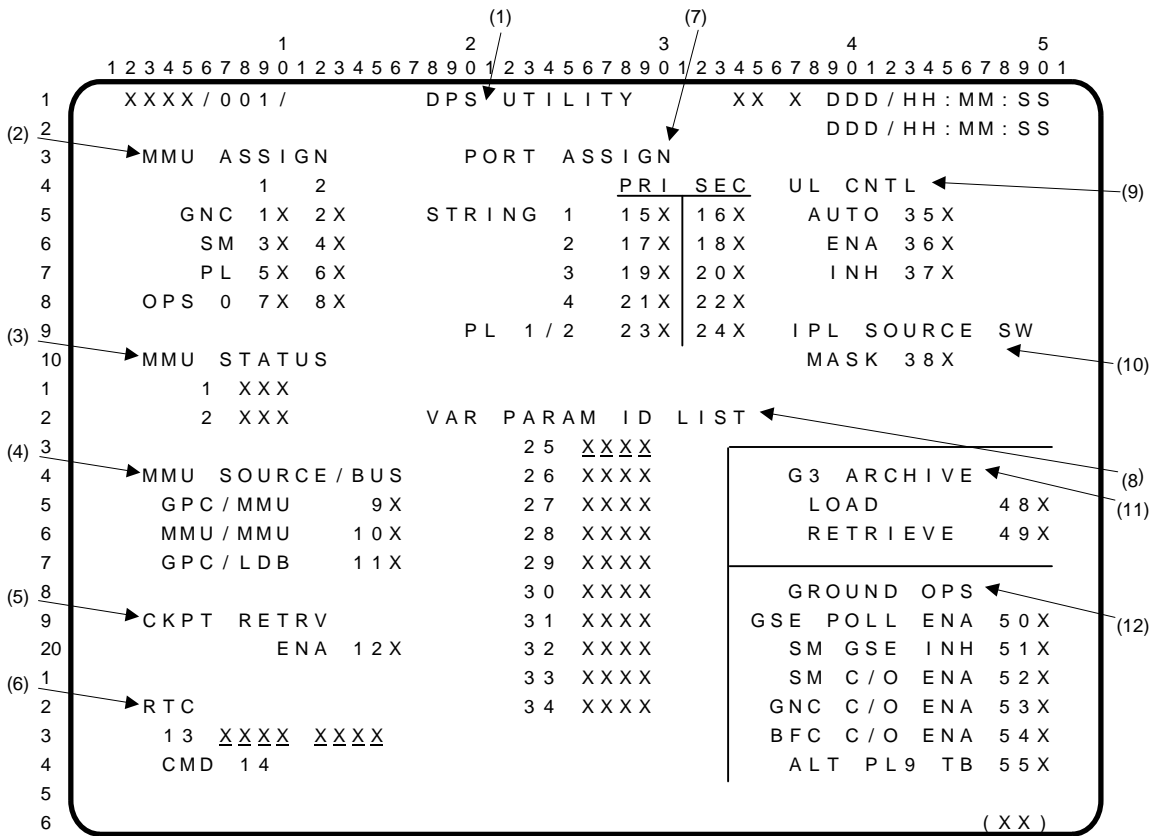 (1) (7)
1 2 3 4 5
1 2 3 4 5 6 7 8 9 0 1 2 3 4 5 6 7 8 9 0 1 2 3 4 5 6 7 8 9 0 1 2 3 4 5 6 7 8 9 0 1 2 3 4 5 6 7 8 9 0 1
1 XXXX/001/ DPS UTILITY XX X DDD/HH:MM:SS
(2) 2 DDD/HH:MM:SS
3 MMU ASSIGN PORT ASSIGN
4 1 2 PRI SEC UL CNTL (9)
5 GNC 1X 2X STRING 1 15X 16X AUTO 35X
6 SM 3X 4X 2 17X 18X ENA 36X
7 PL 5X 6X 3 19X 20X INH 37X
8 OPS 0 7X 8X 4 21X 22X
(3) 9 PL 1/2 23X 24X IPL SOURCE SW
10 MMU STATUS MASK 38X (10)
1 1 XXX
2 2 XXX VAR PARAM ID LIST
(4) 3 25 XXXX
4 MMU SOURCE/BUS 26 XXXX G3 ARCHIVE (8)
5 GPC/MMU 9X 27 XXXX LOAD 48X (11)
6 MMU/MMU 10X 28 XXXX RETRIEVE 49X
7 GPC/LDB 11X 29 XXXX
(5) 8 30 XXXX GROUND OPS
9 CKPT RETRV 31 XXXX GSE POLL ENA 50X (12)
20 ENA 12X 32 XXXX SM GSE INH 51X
(6) 1 33 XXXX SM C/O ENA 52X
2 RTC 34 XXXX GNC C/O ENA 53X
3 13 XXXX XXXX BFC C/O ENA 54X
4 CMD 14 ALT PL9 TB 55X
5
6 (XX)